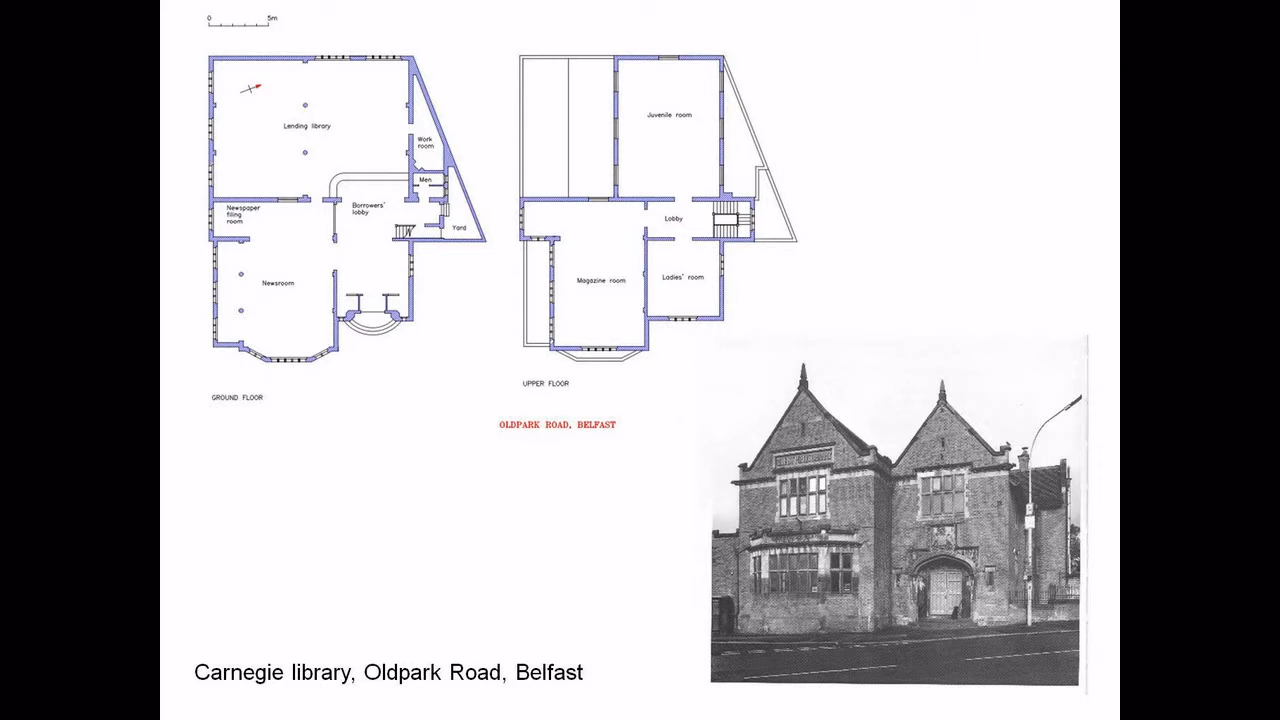 0 5m
Lending library
Work
room
Men
Newspaper
filing
room
Borrowers'
lobby
Yard
Newsroom
GROUND FLOOR
Juvenile room
Lobby
Magazine room
Ladies' room
UPPER FLOOR
OLDPARK ROAD, BELFAST
Carnegie library, Oldpark Road, Belfast